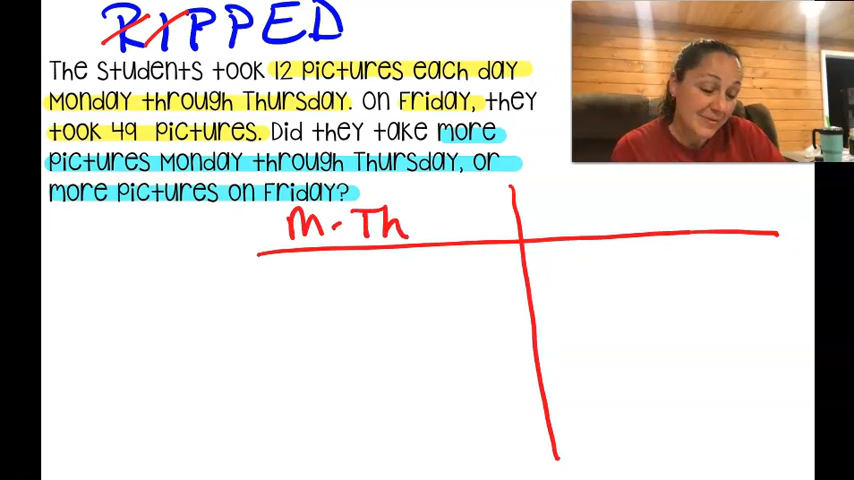 RIPPED
The students took 12 pictures each day
Monday through Thursday. On Friday, they
took 49 pictures. Did they take more
pictures Monday through Thursday, or
more pictures on Friday?
M-Th